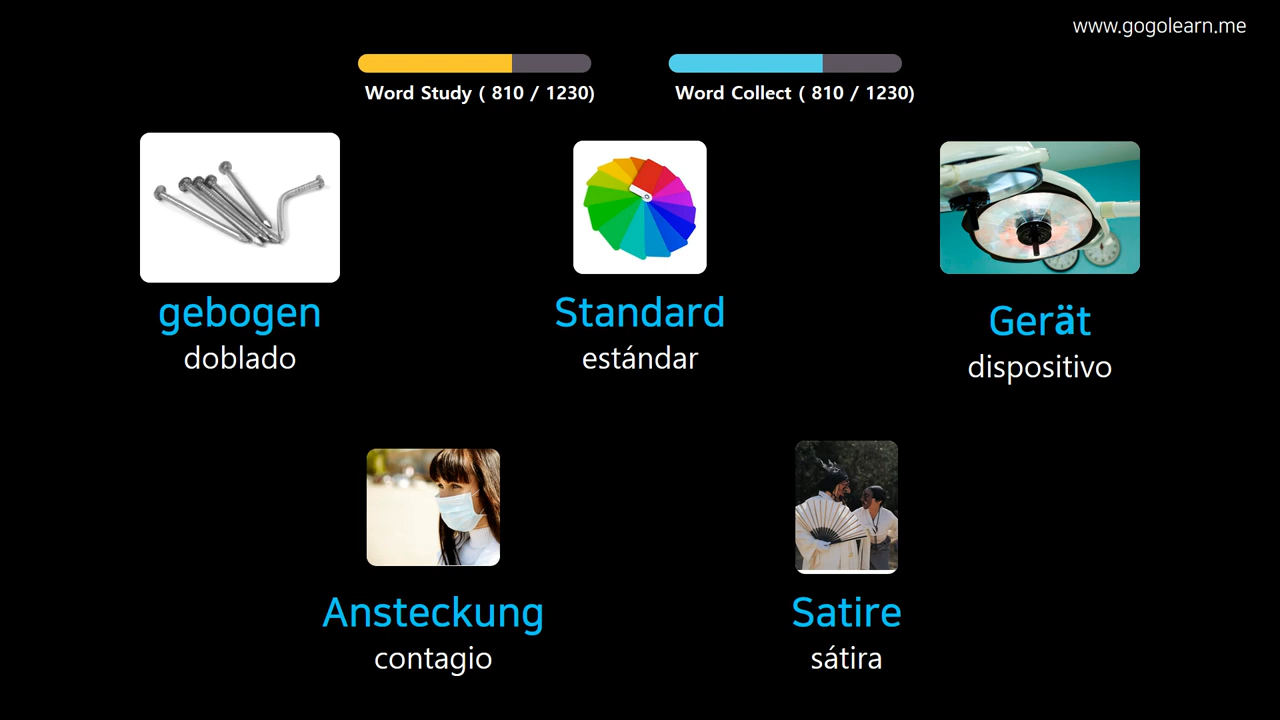 www.gogolearn.me
Word Study ( 810 / 1230)
Word Collect ( 810 / 1230)
gebogen
doblado
Standard
estándar
Gerät
dispositivo
Ansteckung
contagio
Satire
sátira